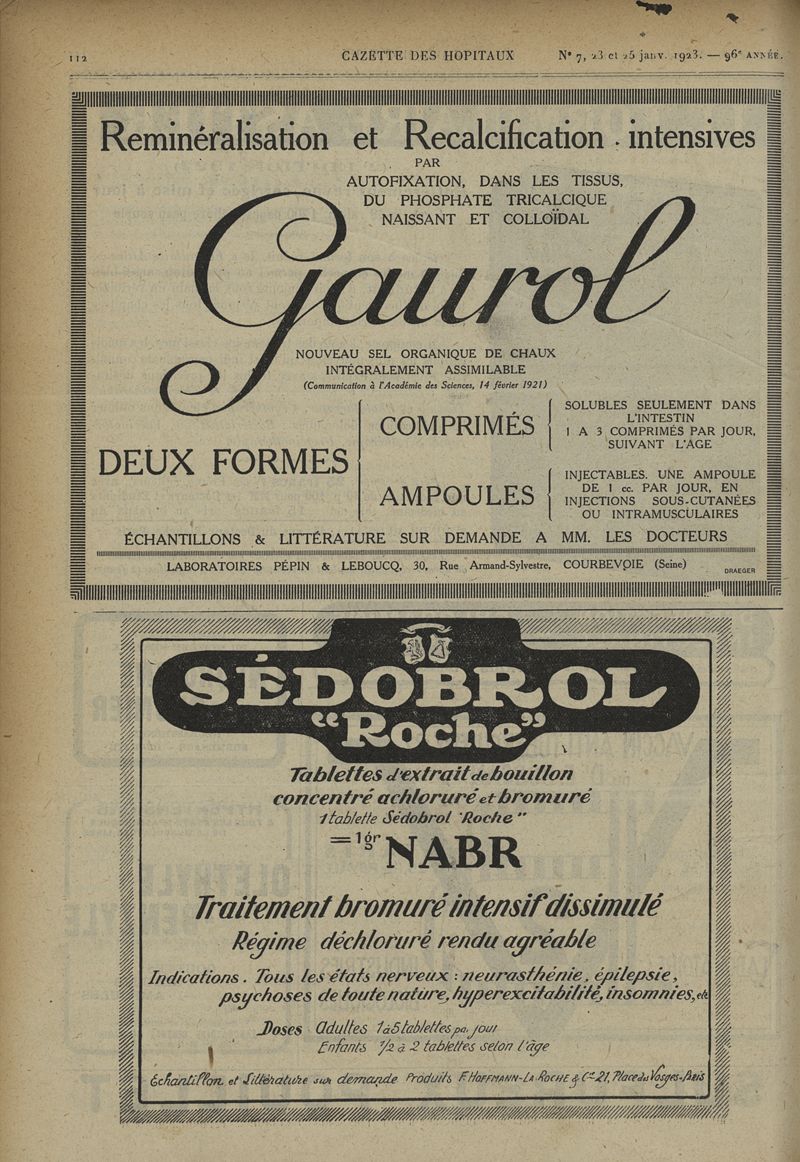 112 GAZETTE DES HOPITAUX N° 7, 23 et 25 janv. 1923. — 96e ANNÉE.
Reminéralisation et Recalcification . intensives
PAR
AUTOFIXATION, DANS LES TISSUS,
DU PHOSPHATE TRICALCIQUE
NAISSANT ET COLLOÏDAL
Gaurol
NOUVEAU SEL ORGANIQUE DE CHAUX
INTÉGRALEMENT ASSIMILABLE
(Communication à l'Académie des Sciences, 14 février 1921)
DEUX FORMES
COMPRIMÉS
SOLUBLES SEULEMENT DANS
L'INTESTIN
1 A 3 COMPRIMÉS PAR JOUR,
SUIVANT L'ÂGE
AMPOULES
INJECTABLES. UNE AMPOULE
DE 1 cc. PAR JOUR, EN
INJECTIONS SOUS-CUTANÉES
OU INTRAMUSCULAIRES
ÉCHANTILLONS & LITTÉRATURE SUR DEMANDE A MM. LES DOCTEURS
LABORATOIRES PÉPIN & LEBOUCQ, 30, Rue Armand-Sylvestre, COURBEVOIE (Seine)
DRAEGER
SÉDOBROL
"Roche"
Tablettes d'extrait de bouillon
concentré achloruré et bromuré
1 tablette Sédobrol "Roche"
= 1gr NABR
Traitement bromuré intensif dissimulé
Régime déchloruré rendu agréable
Indications. Tous les états nerveux : neurasthénie, épilepsie,
psychoses de toute nature, hyperexcitabilité, insomnies, etc
Doses Adultes 1 à 5 tablettes pa. jour
Enfants 1/2 à 2 tablettes selon l'âge
Échantillon et Littérature sur demande Produits F. HOFFMANN-LA ROCHE & Cie 21, Place des Vosges-Paris